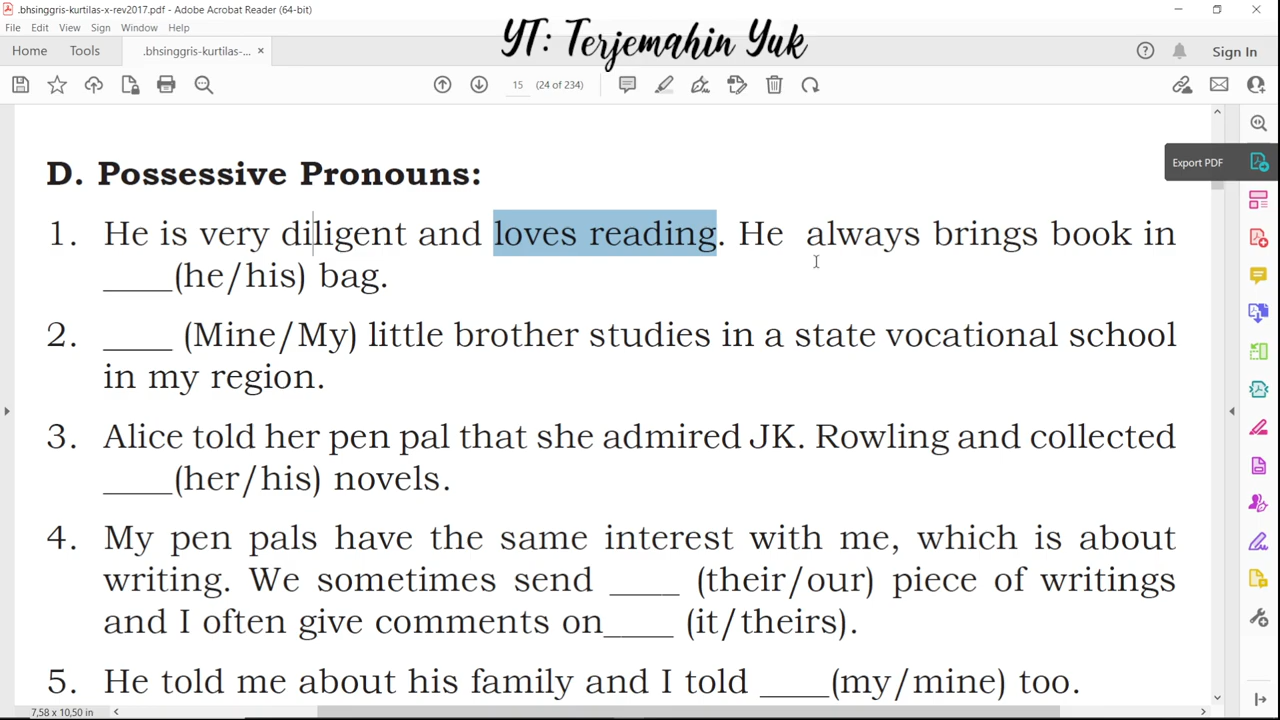 .bhsinggris-kurtilas-x-rev2017.pdf - Adobe Acrobat Reader (64-bit)
YT: Terjemahin Yuk
File Edit View Sign Window Help
Home Tools .bhsinggris-kurtilas-... × Sign In
15 (24 of 234)
Export PDF
D. Possessive Pronouns:
1. He is very diligent and loves reading. He always brings book in
____(he/his) bag.
2. ____ (Mine/My) little brother studies in a state vocational school
in my region.
3. Alice told her pen pal that she admired JK. Rowling and collected
____(her/his) novels.
4. My pen pals have the same interest with me, which is about
writing. We sometimes send ____ (their/our) piece of writings
and I often give comments on____ (it/theirs).
5. He told me about his family and I told ____(my/mine) too.
7,58 x 10,50 in